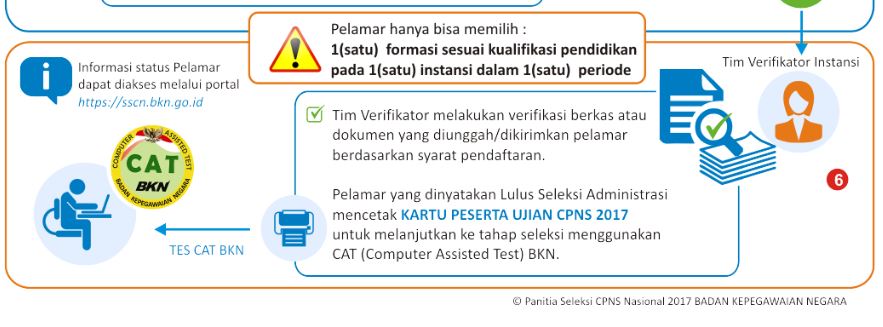 Pelamar hanya bisa memilih :
1(satu) formasi sesuai kualifikasi pendidikan
pada 1(satu) instansi dalam 1(satu) periode
Informasi status Pelamar
dapat diakses melalui portal
https://sscn.bkn.go.id
Tim Verifikator Instansi
Tim Verifikator melakukan verifikasi berkas atau
dokumen yang diunggah/dikirimkan pelamar
berdasarkan syarat pendaftaran.
COMPUTER ASSISTED TEST
CAT
BKN
BADAN KEPEGAWAIAN NEGARA
6
Pelamar yang dinyatakan Lulus Seleksi Administrasi
mencetak KARTU PESERTA UJIAN CPNS 2017
untuk melanjutkan ke tahap seleksi menggunakan
CAT (Computer Assisted Test) BKN.
TES CAT BKN
© Panitia Seleksi CPNS Nasional 2017 BADAN KEPEGAWAIAN NEGARA